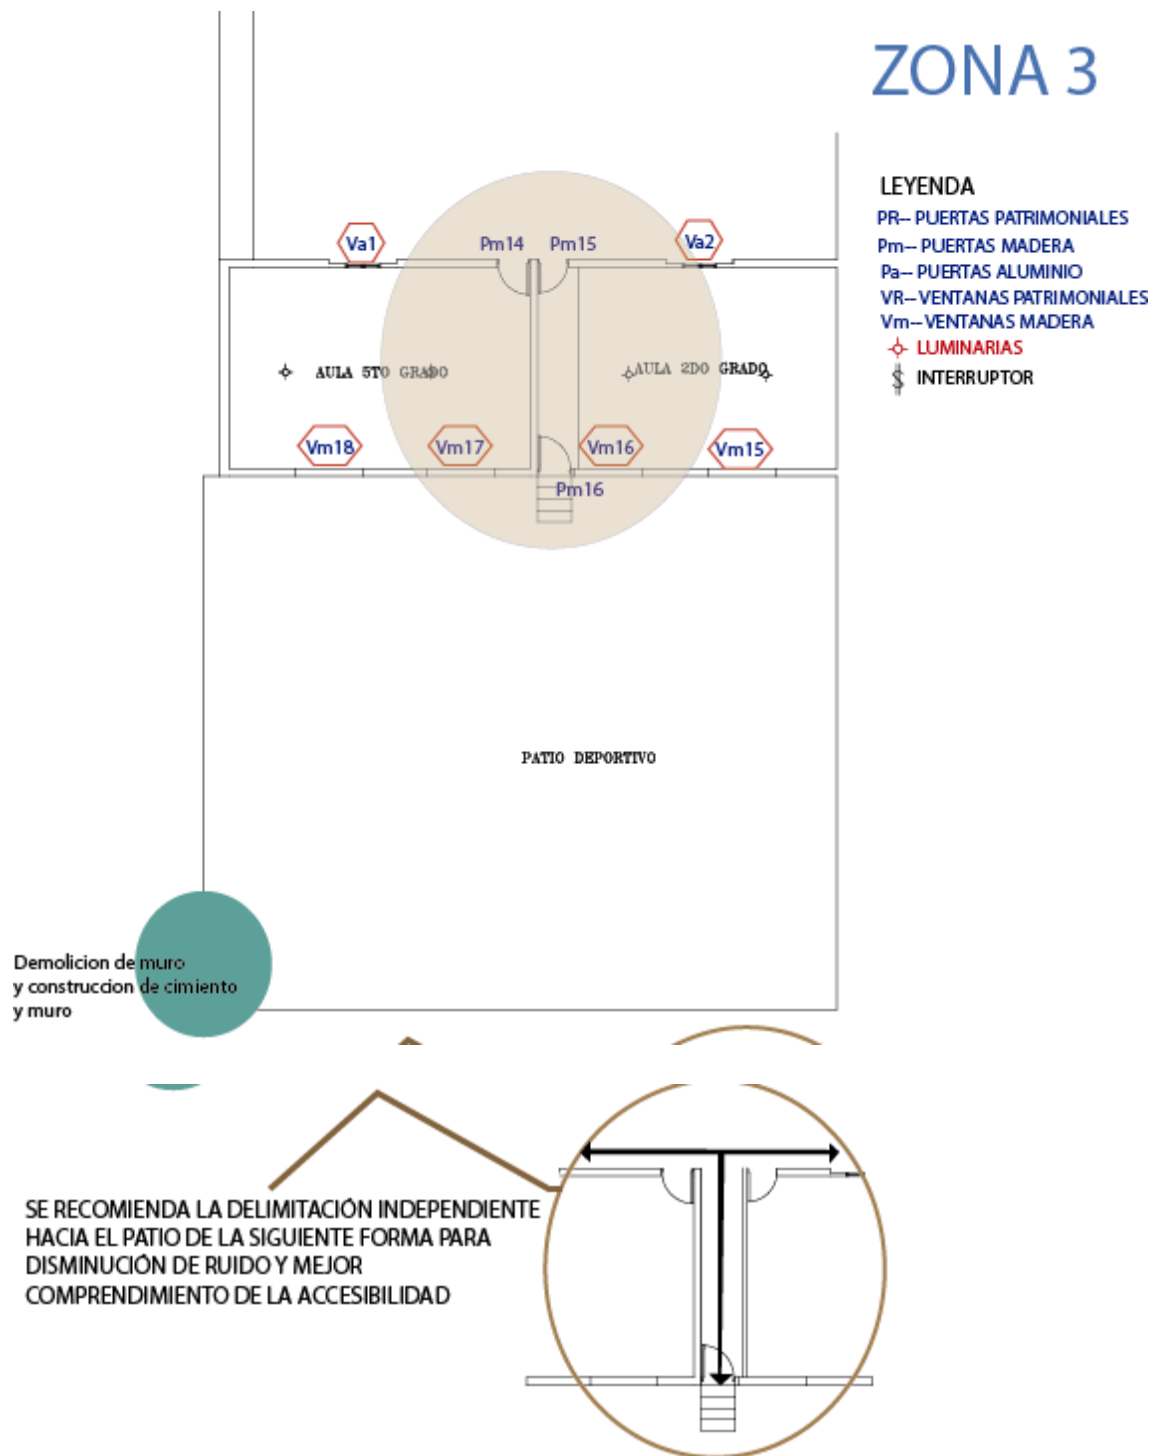 ZONA 3
LEYENDA
PR-- PUERTAS PATRIMONIALES
Pm-- PUERTAS MADERA
Pa-- PUERTAS ALUMINIO
VR-- VENTANAS PATRIMONIALES
Vm-- VENTANAS MADERA
LUMINARIAS
INTERRUPTOR
Va1
Pm14
Pm15
Va2
AULA 5TO GRADO
AULA 2DO GRADO
Vm18
Vm17
Vm16
Vm15
Pm16
PATIO DEPORTIVO
Demolicion de muro
y construccion de cimiento
y muro
SE RECOMIENDA LA DELIMITACIÓN INDEPENDIENTE
HACIA EL PATIO DE LA SIGUIENTE FORMA PARA
DISMINUCIÓN DE RUIDO Y MEJOR
COMPRENDIMIENTO DE LA ACCESIBILIDAD